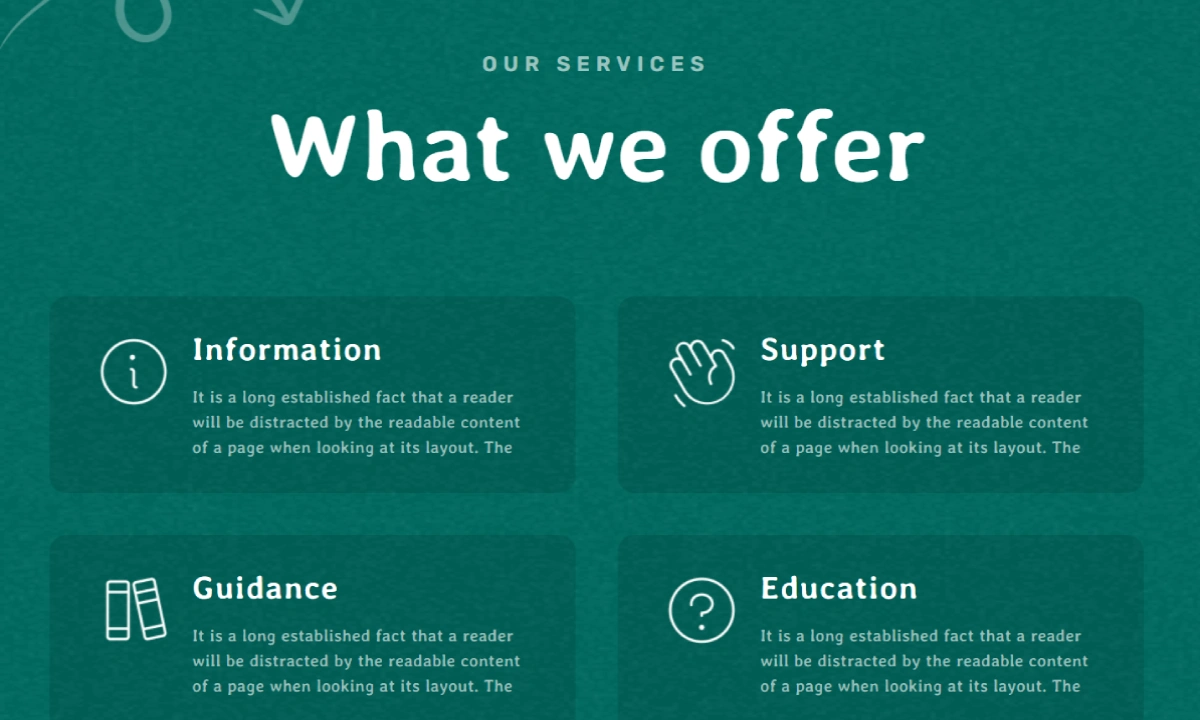 OUR SERVICES
What we offer
Information
It is a long established fact that a reader
will be distracted by the readable content
of a page when looking at its layout. The
Support
It is a long established fact that a reader
will be distracted by the readable content
of a page when looking at its layout. The
Guidance
It is a long established fact that a reader
will be distracted by the readable content
of a page when looking at its layout. The
Education
It is a long established fact that a reader
will be distracted by the readable content
of a page when looking at its layout. The